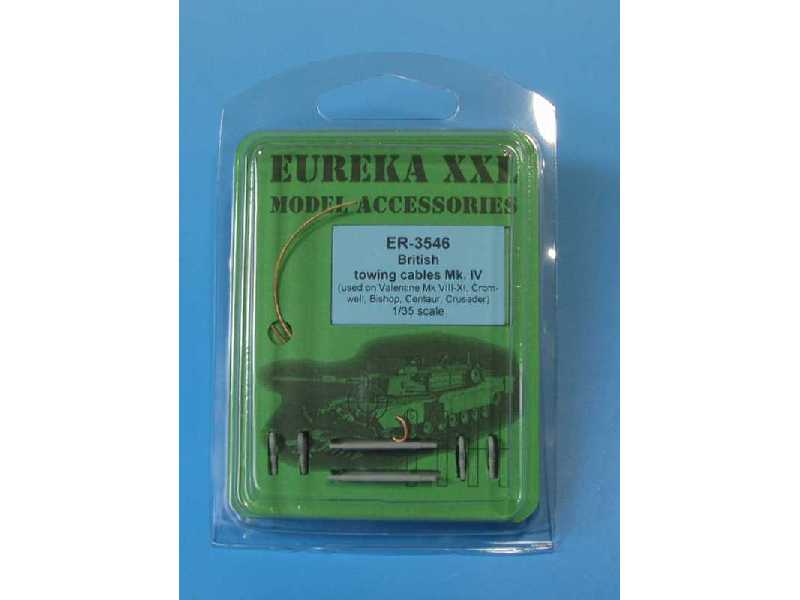 EUREKA XXL
MODEL ACCESSORIES
ER-3546
British
towing cables Mk. IV
(used on Valentine Mk VIII-XI, Crom-
well, Bishop, Centaur, Crusader)
1/35 scale